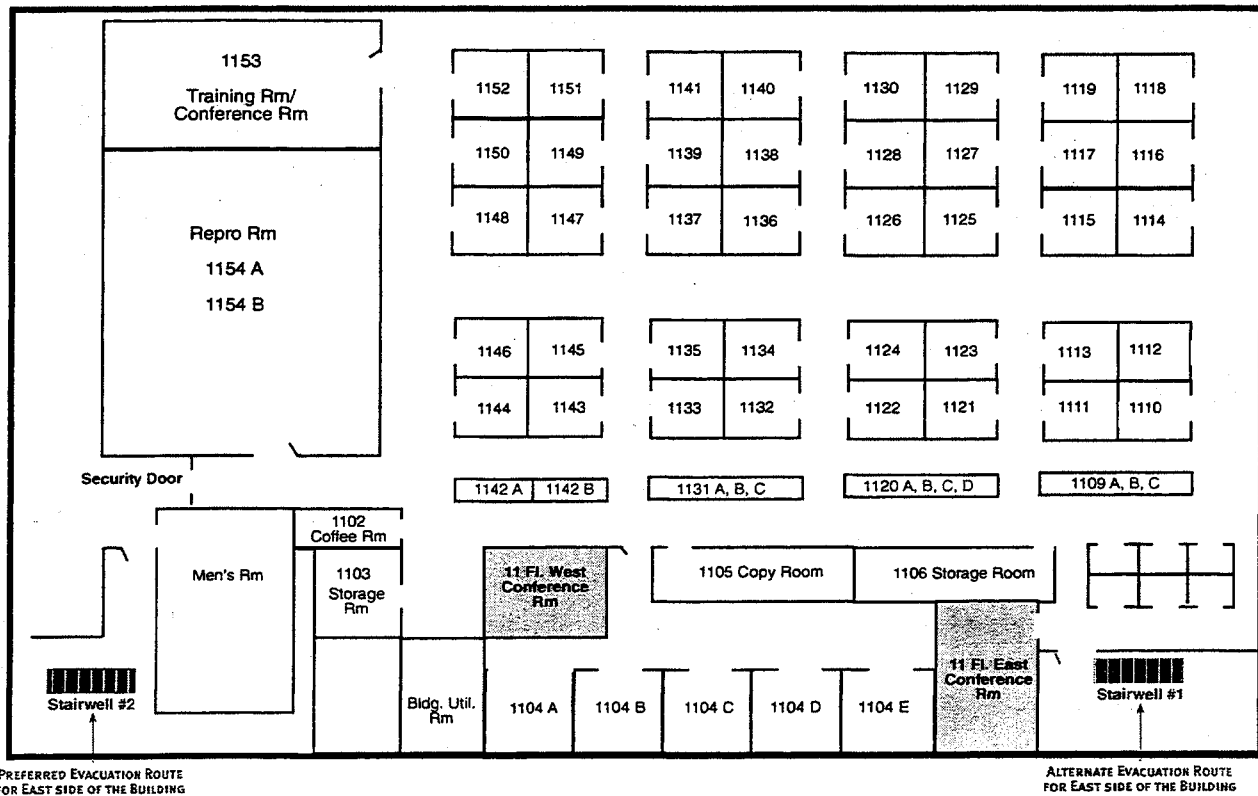 1153
Training Rm/
Conference Rm
Repro Rm
1154 A
1154 B
1152 1151
1150 1149
1148 1147
1141 1140
1139 1138
1137 1136
1130 1129
1128 1127
1126 1125
1119 1118
1117 1116
1115 1114
1146 1145
1144 1143
1135 1134
1133 1132
1124 1123
1122 1121
1113 1112
1111 1110
Security Door
1142 A 1142 B
1131 A, B, C
1120 A, B, C, D
1109 A, B, C
Men's Rm
1102
Coffee Rm
1103
Storage
Rm
11 Fl. West
Conference
Rm
1105 Copy Room
1106 Storage Room
Stairwell #2
Bldg. Util.
Rm
1104 A
1104 B
1104 C
1104 D
1104 E
11 Fl. East
Conference
Rm
Stairwell #1
PREFERRED EVACUATION ROUTE
FOR EAST SIDE OF THE BUILDING
ALTERNATE EVACUATION ROUTE
FOR EAST SIDE OF THE BUILDING